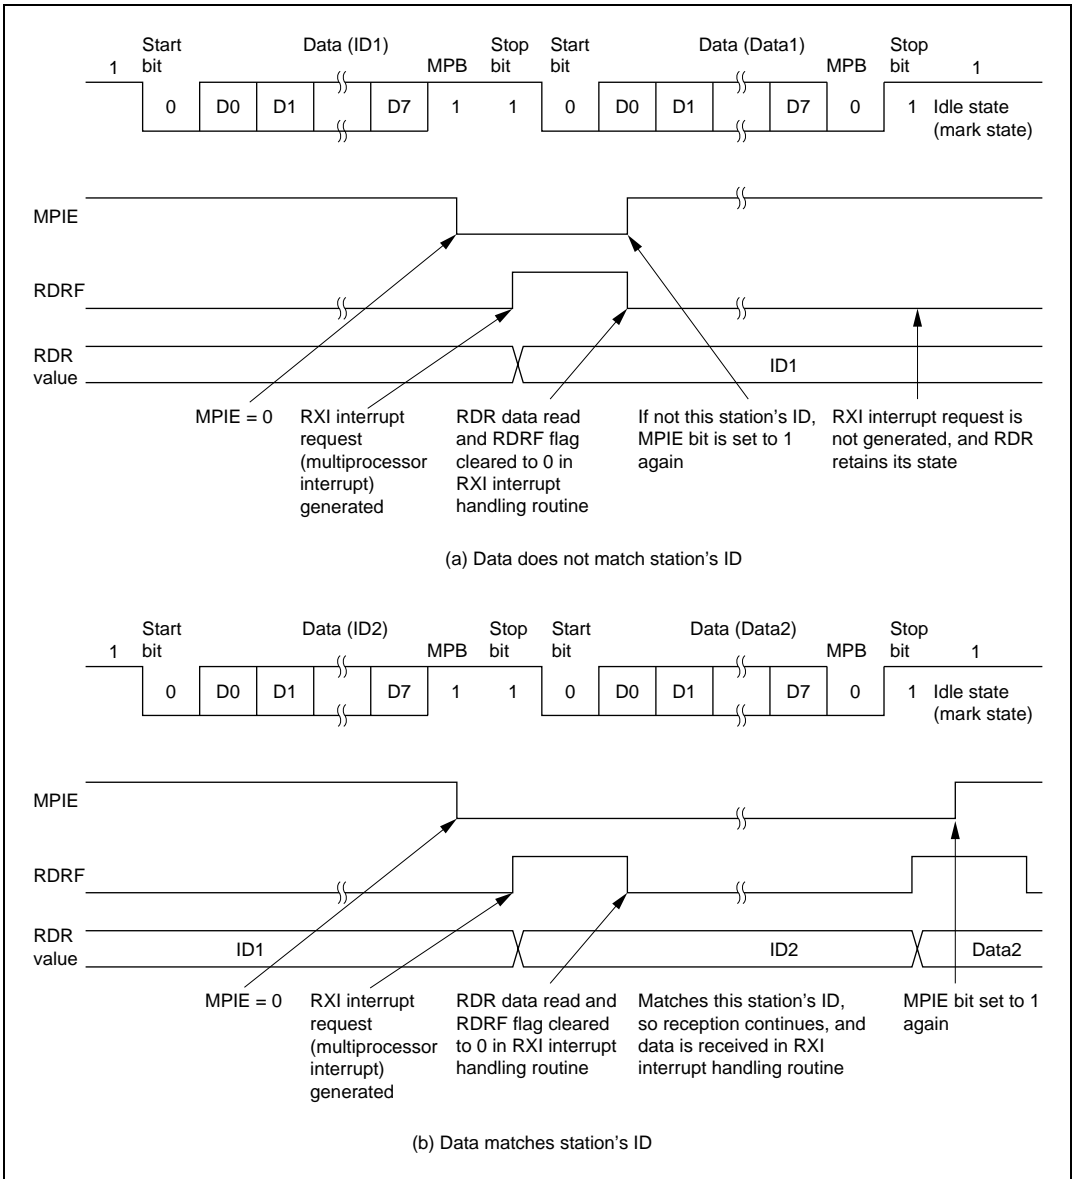 Start bit
Data (ID1)
Stop bit
Start bit
Data (Data1)
Stop bit
1
MPB
MPB
1
0 D0 D1 D7 1 1 0 D0 D1 D7 0 1 Idle state (mark state)
MPIE
RDRF
RDR value
ID1
MPIE = 0
RXI interrupt
request
(multiprocessor
interrupt)
generated
RDR data read
and RDRF flag
cleared to 0 in
RXI interrupt
handling routine
If not this station's ID,
MPIE bit is set to 1
again
RXI interrupt request is
not generated, and RDR
retains its state
(a) Data does not match station's ID
Start bit
Data (ID2)
Stop bit
Start bit
Data (Data2)
Stop bit
1
MPB
MPB
1
0 D0 D1 D7 1 1 0 D0 D1 D7 0 1 Idle state (mark state)
MPIE
RDRF
RDR value
ID1
ID2
Data2
MPIE = 0
RXI interrupt
request
(multiprocessor
interrupt)
generated
RDR data read and
RDRF flag cleared
to 0 in RXI interrupt
handling routine
Matches this station's ID,
so reception continues, and
data is received in RXI
interrupt handling routine
MPIE bit set to 1
again
(b) Data matches station's ID